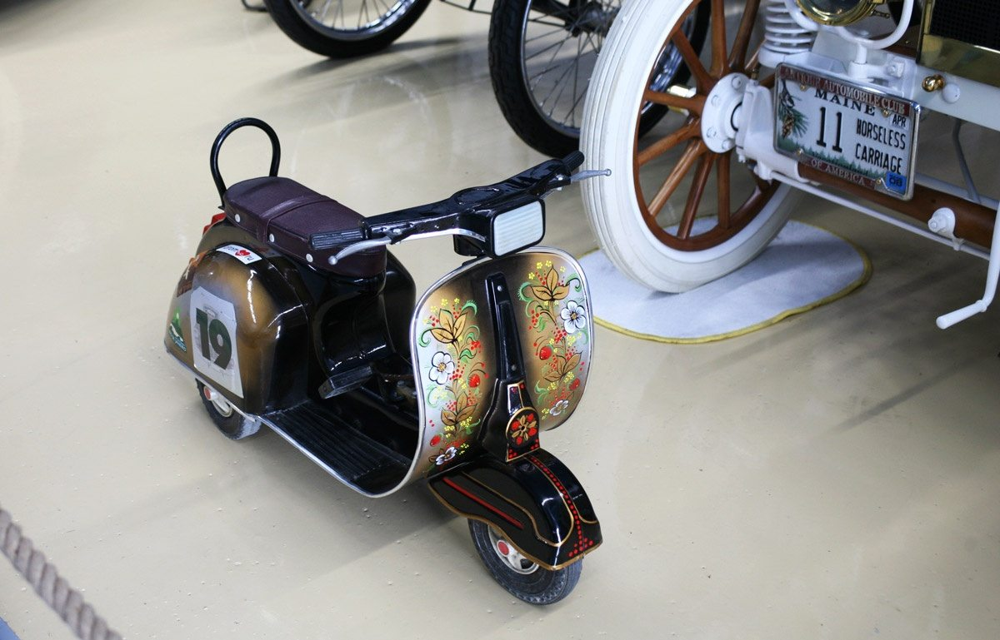 ANTIQUE AUTOMOBILE CLUB
MAINE
APR
11
HORSELESS
CARRIAGE
OF AMERICA
19